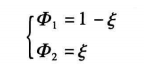 Φ₁ = 1 − ξ
Φ₂ = ξ